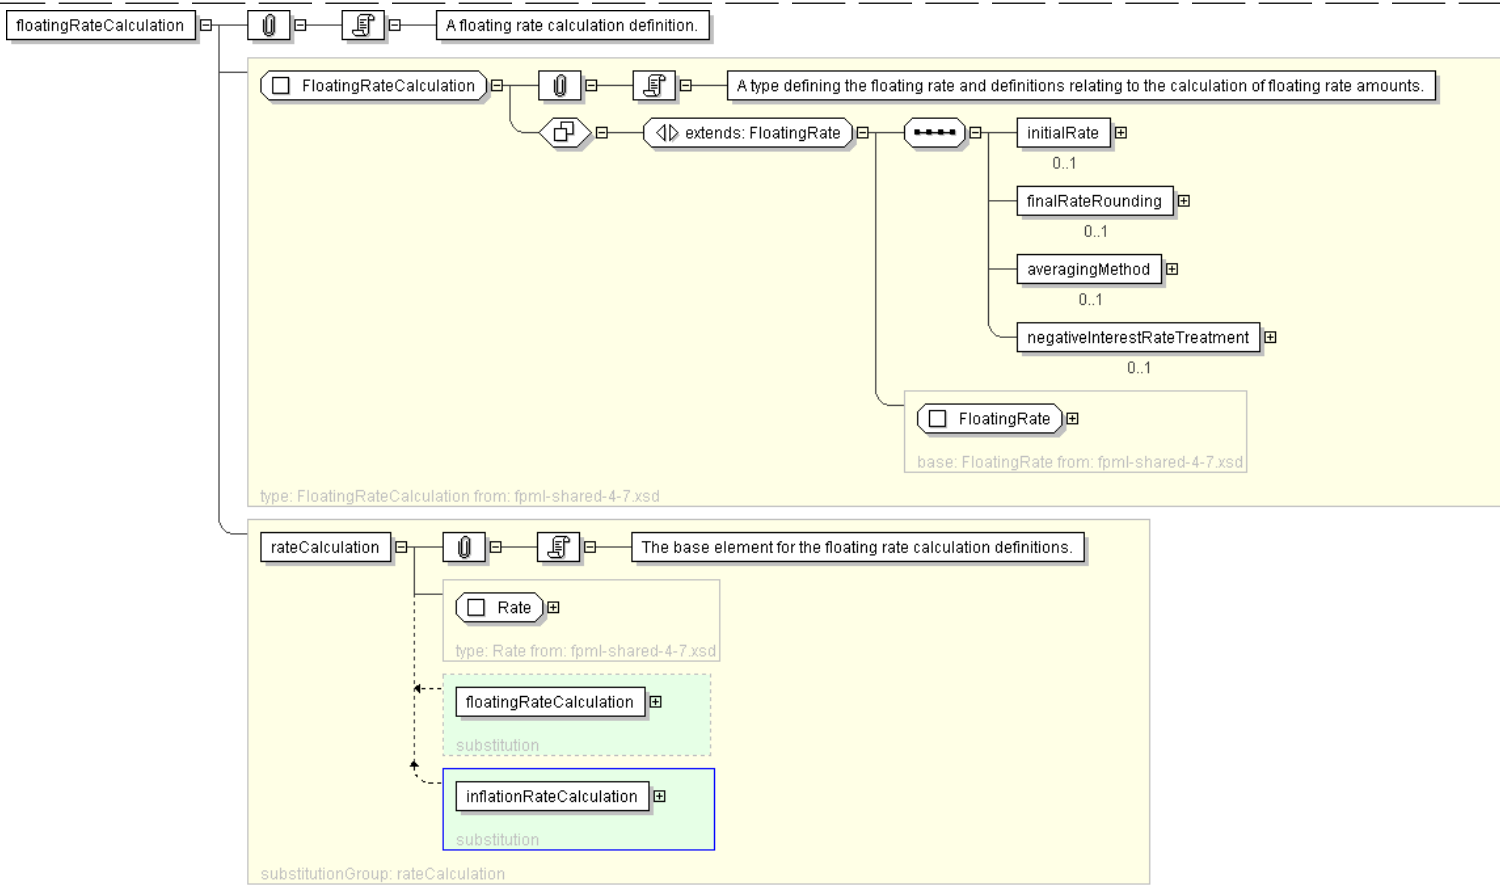 floatingRateCalculation
A floating rate calculation definition.
FloatingRateCalculation
A type defining the floating rate and definitions relating to the calculation of floating rate amounts.
extends: FloatingRate
initialRate
0..1
finalRateRounding
0..1
averagingMethod
0..1
negativeInterestRateTreatment
0..1
FloatingRate
base: FloatingRate from: fpml-shared-4-7.xsd
type: FloatingRateCalculation from: fpml-shared-4-7.xsd
rateCalculation
The base element for the floating rate calculation definitions.
Rate
type: Rate from: fpml-shared-4-7.xsd
floatingRateCalculation
substitution
inflationRateCalculation
substitution
substitutionGroup: rateCalculation